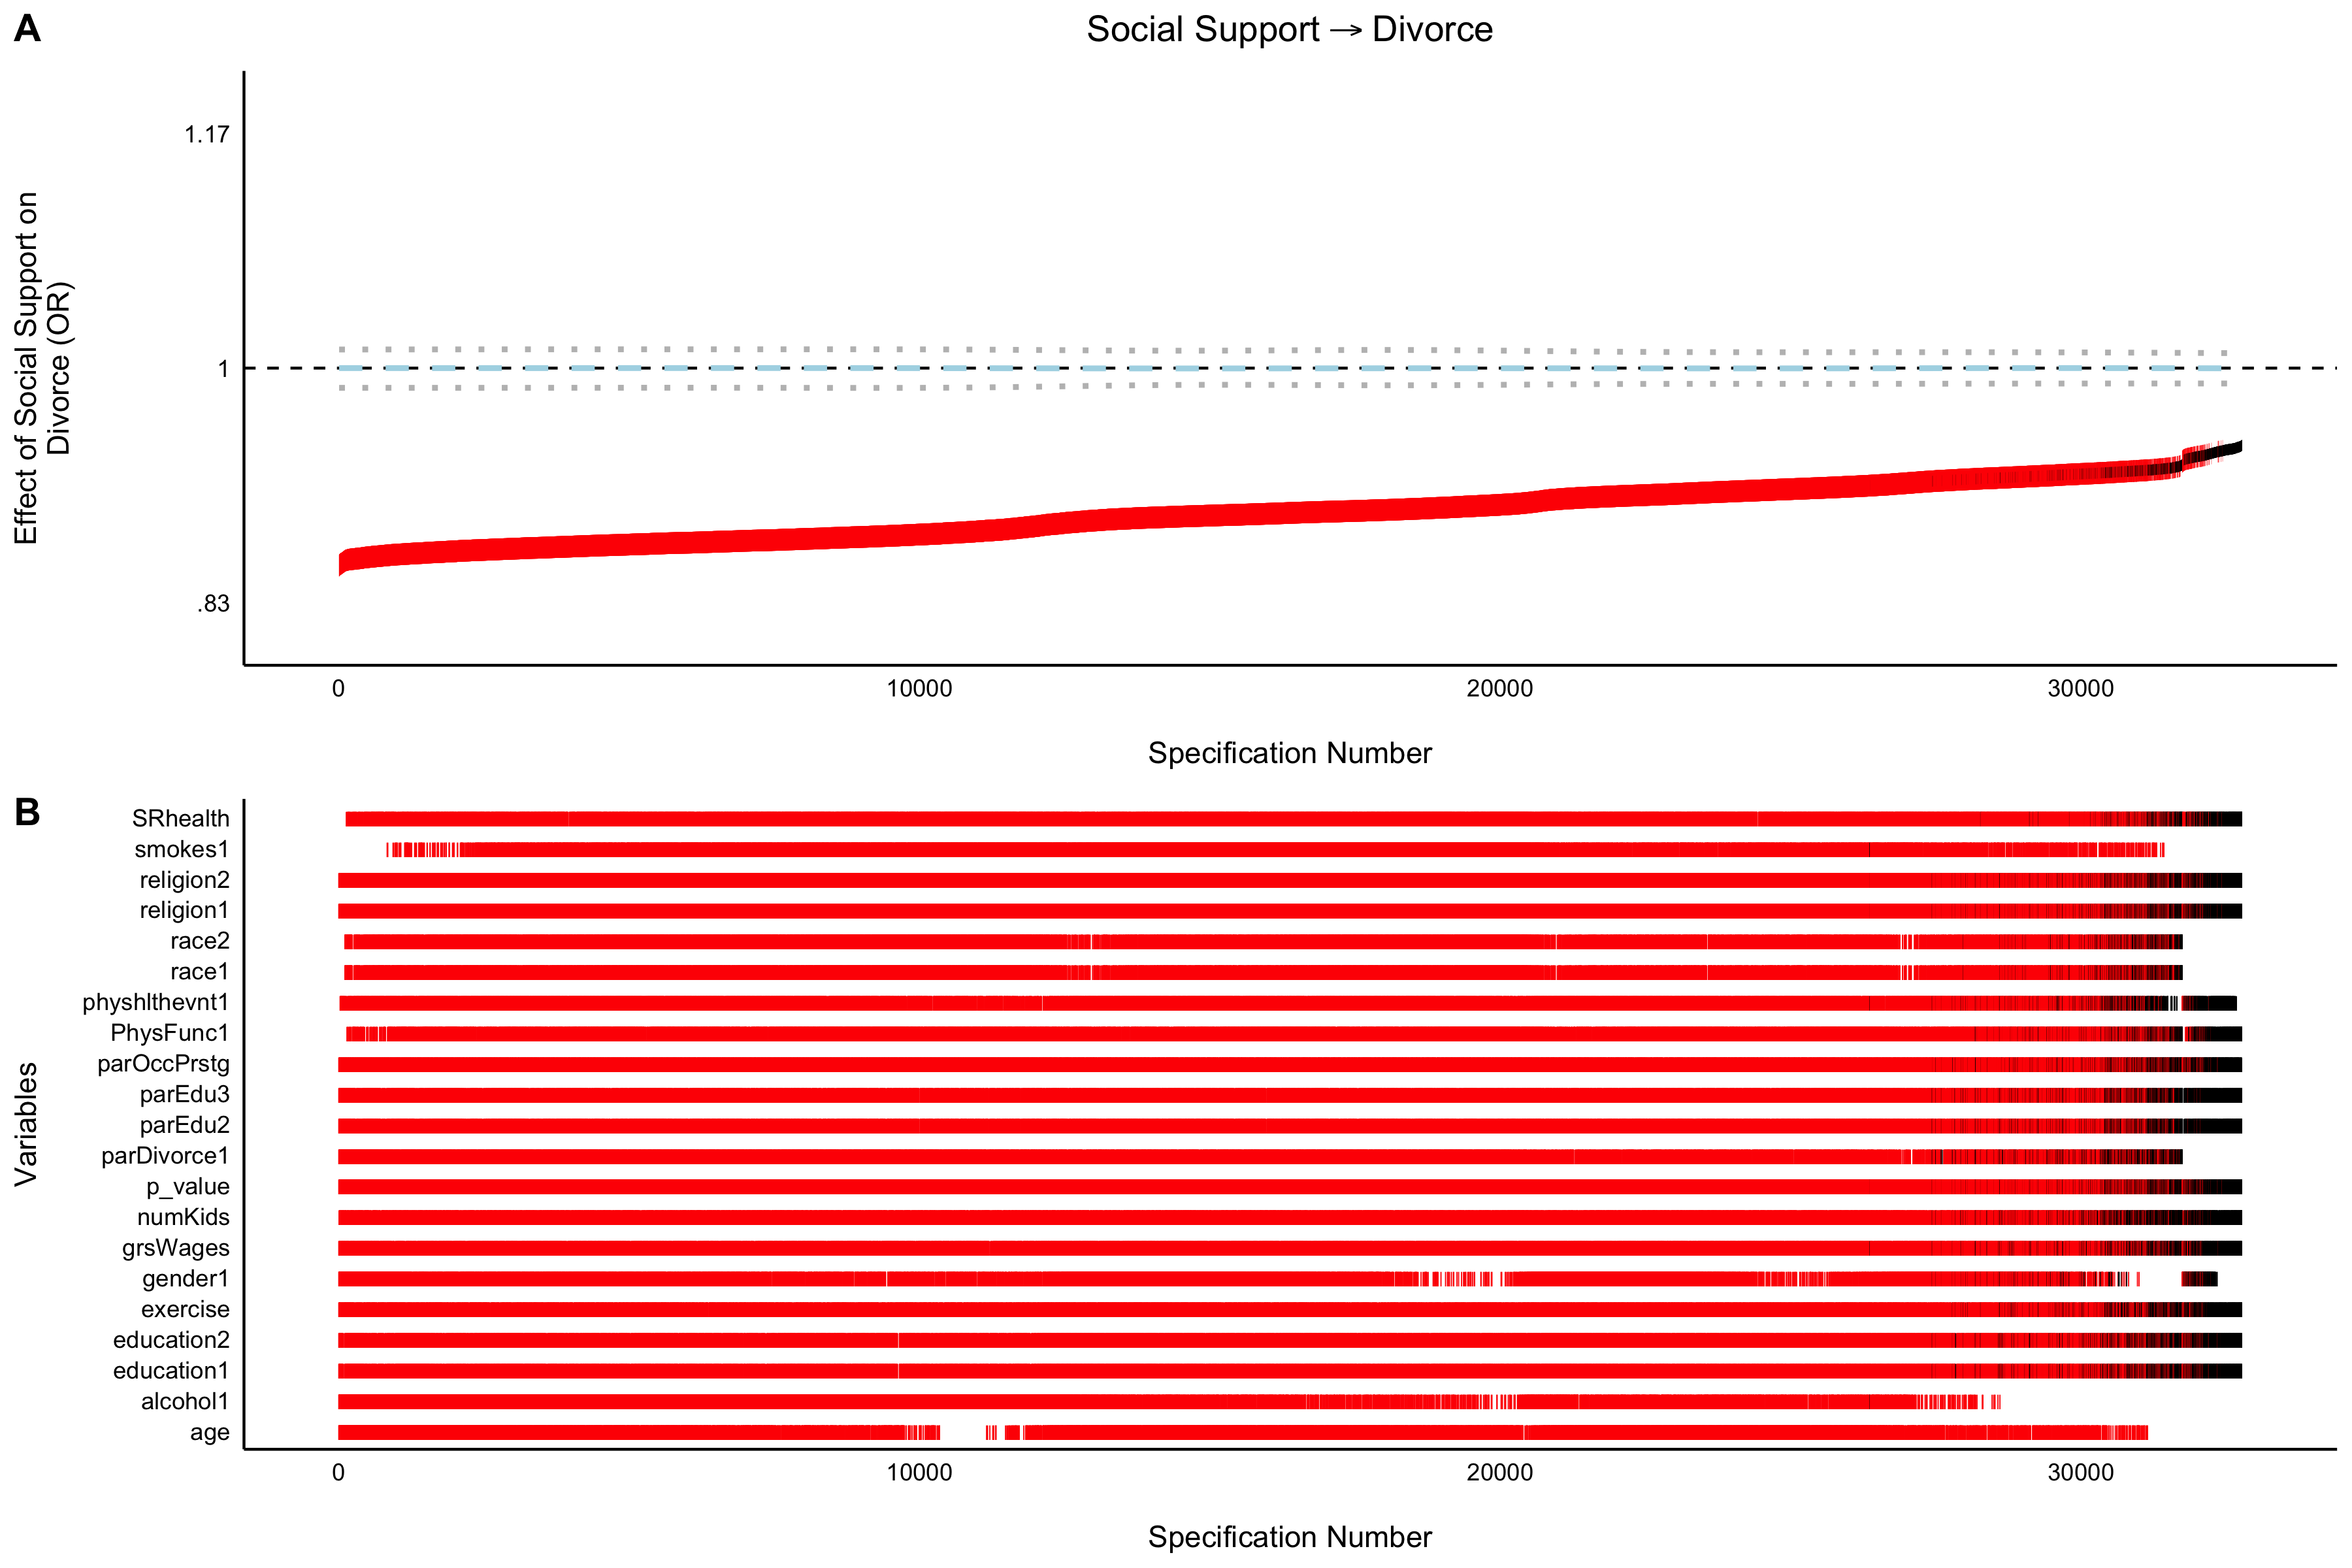 A
Social Support → Divorce
Effect of Social Support on
Divorce (OR)
1.17
1
.83
0
10000
20000
30000
Specification Number
B
Variables
SRhealth
smokes1
religion2
religion1
race2
race1
physhlthevnt1
PhysFunc1
parOccPrstg
parEdu3
parEdu2
parDivorce1
p_value
numKids
grsWages
gender1
exercise
education2
education1
alcohol1
age
0
10000
20000
30000
Specification Number